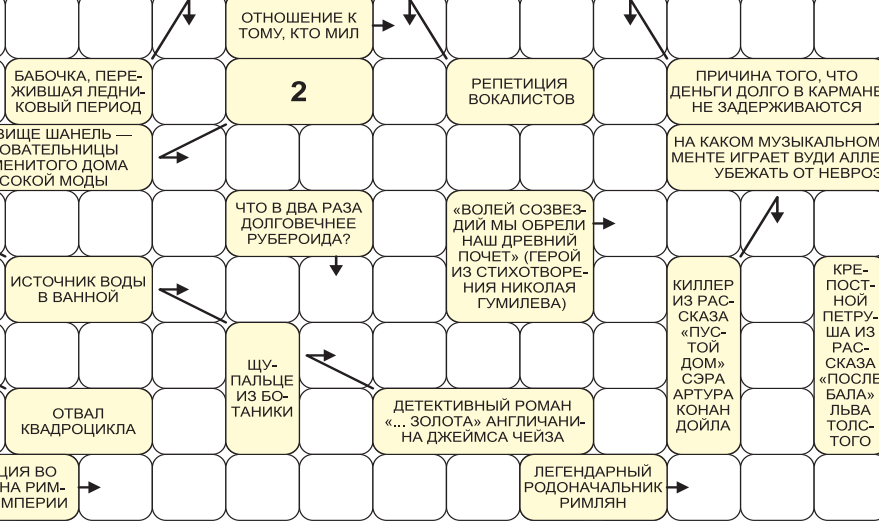 ОТНОШЕНИЕ К
ТОМУ, КТО МИЛ
БАБОЧКА, ПЕРЕ-
ЖИВШАЯ ЛЕДНИ-
КОВЫЙ ПЕРИОД
2
РЕПЕТИЦИЯ
ВОКАЛИСТОВ
ПРИЧИНА ТОГО, ЧТО
ДЕНЬГИ ДОЛГО В КАРМАНЕ
НЕ ЗАДЕРЖИВАЮТСЯ
ВИЩЕ ШАНЕЛЬ —
ОВАТЕЛЬНИЦЫ
МЕНИТОГО ДОМА
СОКОЙ МОДЫ
НА КАКОМ МУЗЫКАЛЬНОМ
МЕНТЕ ИГРАЕТ ВУДИ АЛЛЕ
УБЕЖАТЬ ОТ НЕВРОЗ
ЧТО В ДВА РАЗА
ДОЛГОВЕЧНЕЕ
РУБЕРОИДА?
«ВОЛЕЙ СОЗВЕЗ-
ДИЙ МЫ ОБРЕЛИ
НАШ ДРЕВНИЙ
ПОЧЕТ» (ГЕРОЙ
ИЗ СТИХОТВОРЕ-
НИЯ НИКОЛАЯ
ГУМИЛЕВА)
ИСТОЧНИК ВОДЫ
В ВАННОЙ
КИЛЛЕР
ИЗ РАС-
СКАЗА
«ПУС-
ТОЙ
ДОМ»
СЭРА
АРТУРА
КОНАН
ДОЙЛА
КРЕ-
ПОСТ-
НОЙ
ПЕТРУ-
ША ИЗ
РАС-
СКАЗА
«ПОСЛЕ
БАЛА»
ЛЬВА
ТОЛС-
ТОГО
ЩУ-
ПАЛЬЦЕ
ИЗ БО-
ТАНИКИ
ОТВАЛ
КВАДРОЦИКЛА
ДЕТЕКТИВНЫЙ РОМАН
«... ЗОЛОТА» АНГЛИЧАНИ-
НА ДЖЕЙМСА ЧЕЙЗА
ЦИЯ ВО
НА РИМ-
МПЕРИИ
ЛЕГЕНДАРНЫЙ
РОДОНАЧАЛЬНИК
РИМЛЯН